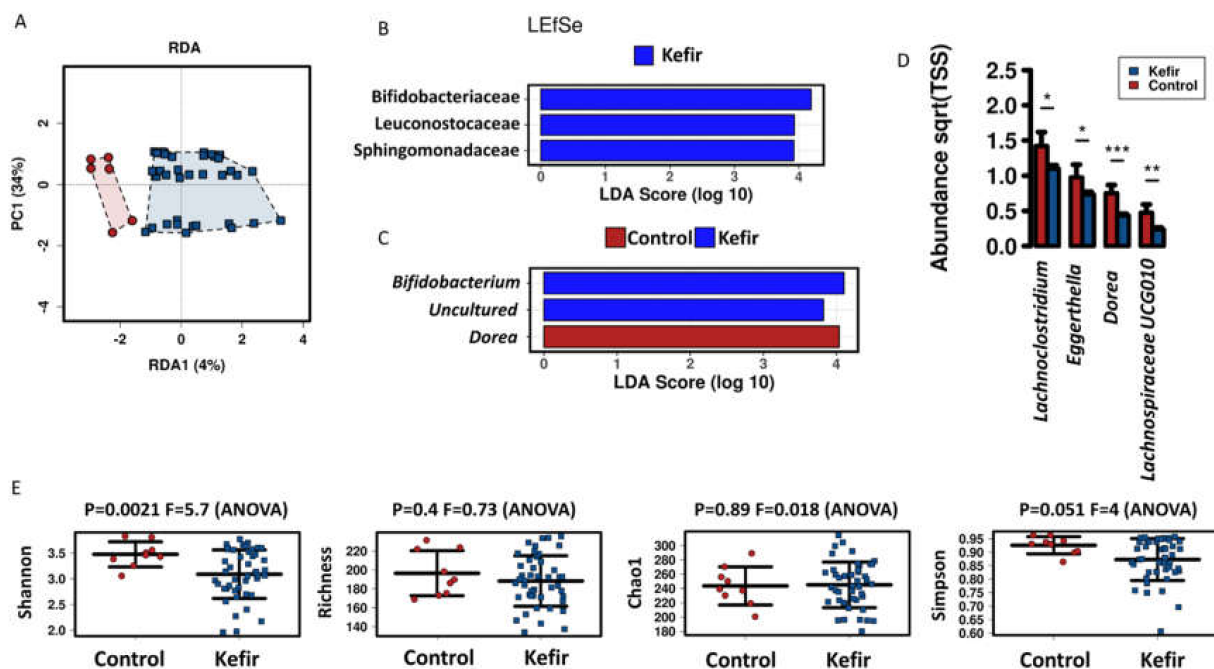 A
RDA
PC1 (34%)
2
0
-2
-4
-2
0
2
4
RDA1 (4%)
B
LEfSe
Kefir
Bifidobacteriaceae
Leuconostocaceae
Sphingomonadaceae
0 1 2 3 4
LDA Score (log 10)
C
Control Kefir
Bifidobacterium
Uncultured
Dorea
0 1 2 3 4
LDA Score (log 10)
D
Kefir
Control
Abundance sqrt(TSS)
2.5
2.0
1.5
1.0
0.5
0.0
* * *** **
Lachnoclostridium
Eggerthella
Dorea
Lachnospiraceae UCG010
E
P=0.0021 F=5.7 (ANOVA)
Shannon
3.5
3.0
2.5
2.0
Control Kefir
P=0.4 F=0.73 (ANOVA)
Richness
220
200
180
160
140
Control Kefir
P=0.89 F=0.018 (ANOVA)
Chao1
300
280
260
240
220
200
180
Control Kefir
P=0.051 F=4 (ANOVA)
Simpson
0.95
0.90
0.85
0.80
0.75
0.70
0.65
0.60
Control Kefir